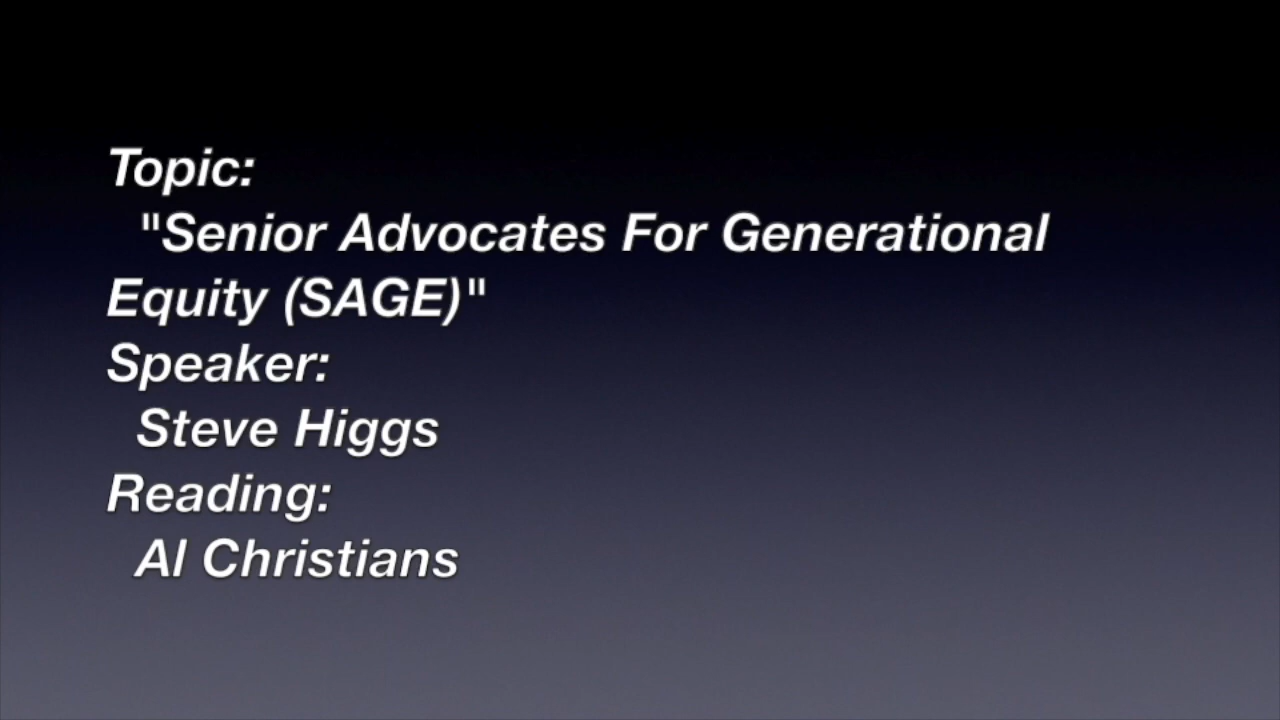 Topic:
"Senior Advocates For Generational
Equity (SAGE)"
Speaker:
Steve Higgs
Reading:
Al Christians